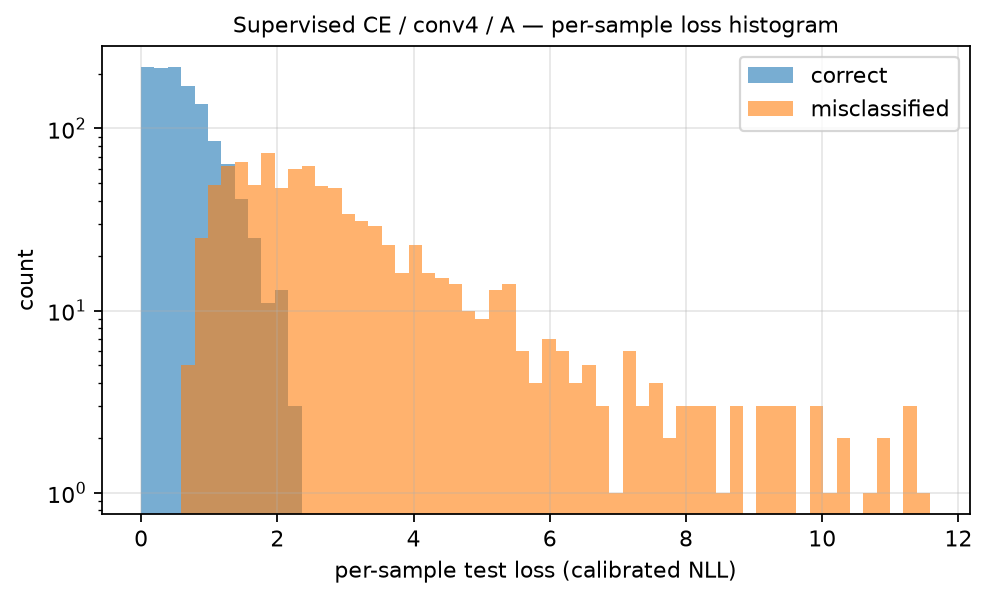 Supervised CE / conv4 / A — per-sample loss histogram
correct
misclassified
count
10²
10¹
10⁰
0 2 4 6 8 10 12
per-sample test loss (calibrated NLL)